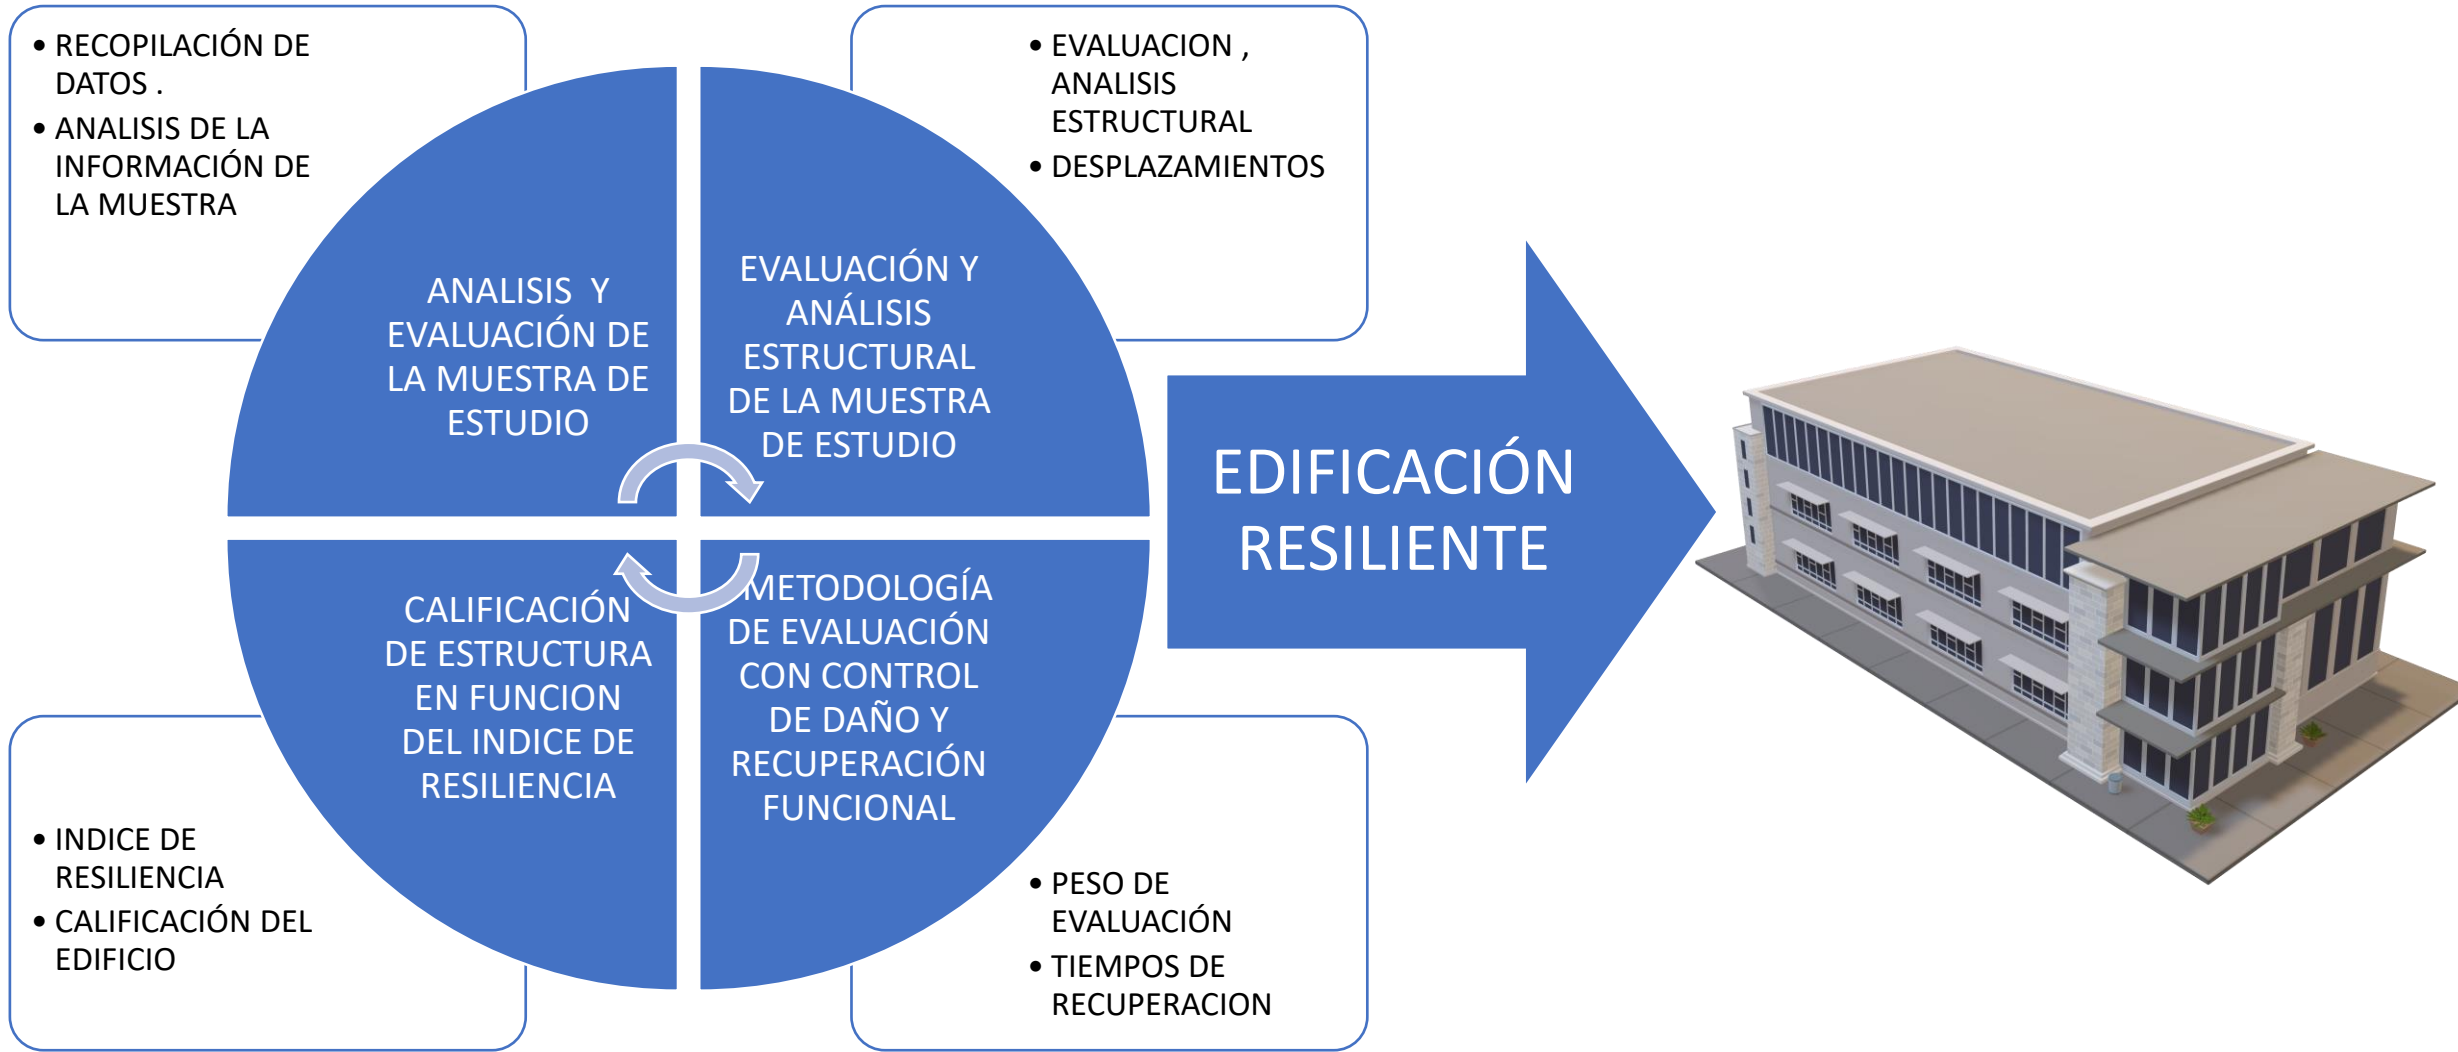 • RECOPILACIÓN DE
DATOS .
• ANALISIS DE LA
INFORMACIÓN DE
LA MUESTRA
• EVALUACION ,
ANALISIS
ESTRUCTURAL
• DESPLAZAMIENTOS
ANALISIS Y
EVALUACIÓN DE
LA MUESTRA DE
ESTUDIO
EVALUACIÓN Y
ANÁLISIS
ESTRUCTURAL
DE LA MUESTRA
DE ESTUDIO
CALIFICACIÓN
DE ESTRUCTURA
EN FUNCION
DEL INDICE DE
RESILIENCIA
METODOLOGÍA
DE EVALUACIÓN
CON CONTROL
DE DAÑO Y
RECUPERACIÓN
FUNCIONAL
• INDICE DE
RESILIENCIA
• CALIFICACIÓN DEL
EDIFICIO
• PESO DE
EVALUACIÓN
• TIEMPOS DE
RECUPERACION
EDIFICACIÓN
RESILIENTE